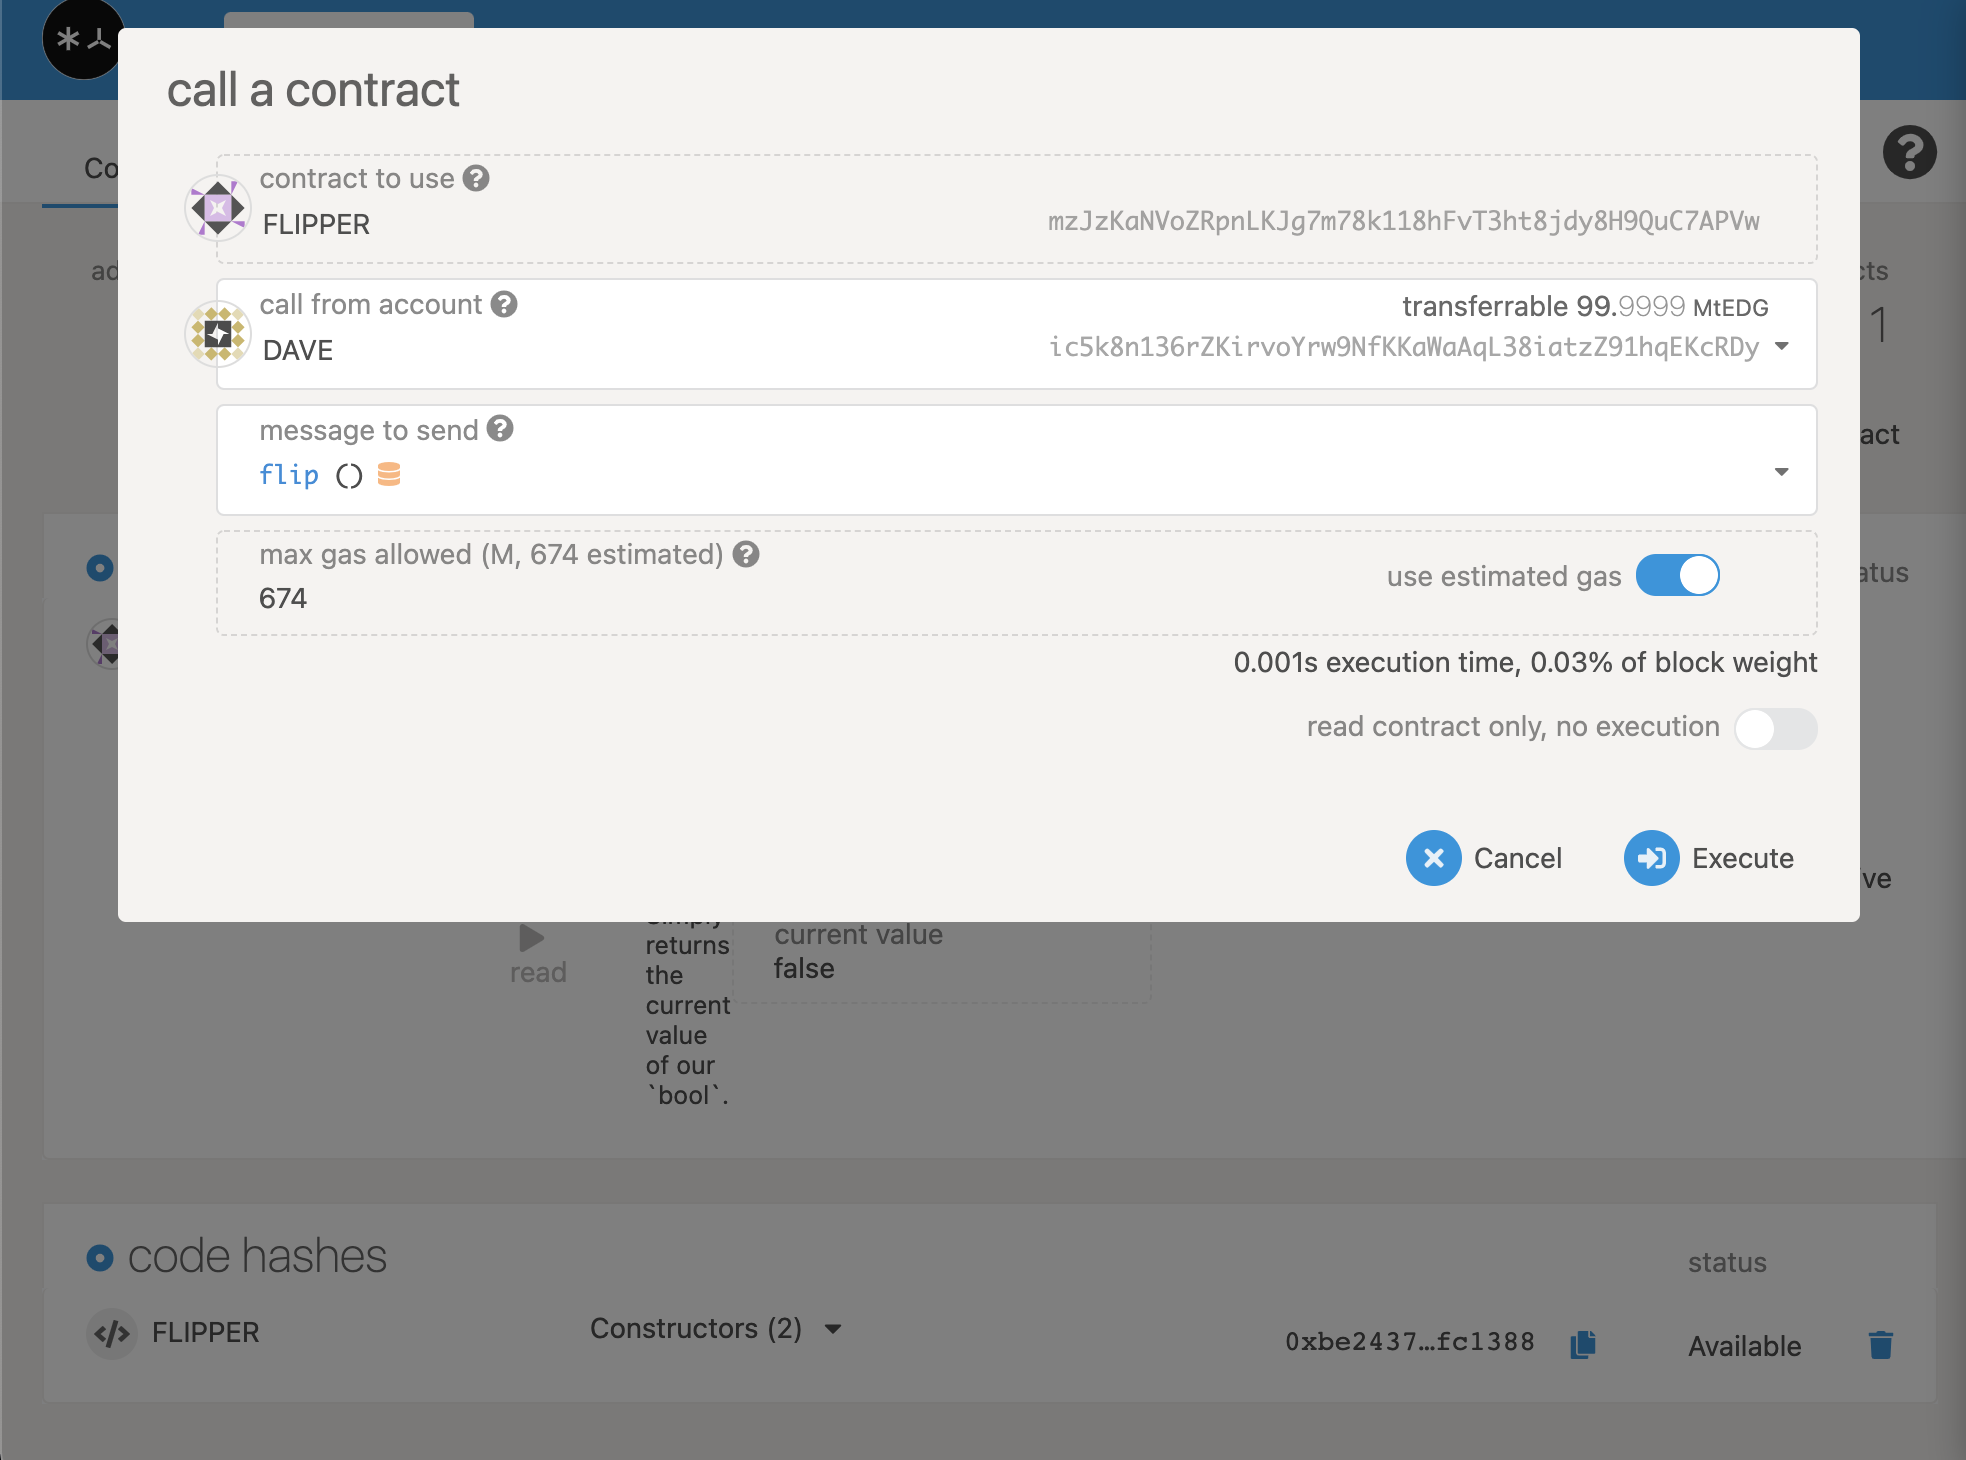 call a contract
contract to use
FLIPPER
mzJzKaNVoZRpnLKJg7m78k118hFvT3ht8jdy8H9QuC7APVw
call from account
transferrable 99.9999 MtEDG
DAVE
ic5k8n136rZKirvoYrw9NfKKaWaAqL38iatzZ91hqEKcRDy
message to send
flip ()
max gas allowed (M, 674 estimated)
674
use estimated gas
0.001s execution time, 0.03% of block weight
read contract only, no execution
Cancel
Execute
Co
ad
cts
1
act
atus
ive
read
Simply
returns
the
current
value
of our
`bool`.
current value
false
code hashes
status
FLIPPER
Constructors (2)
0xbe2437…fc1388
Available